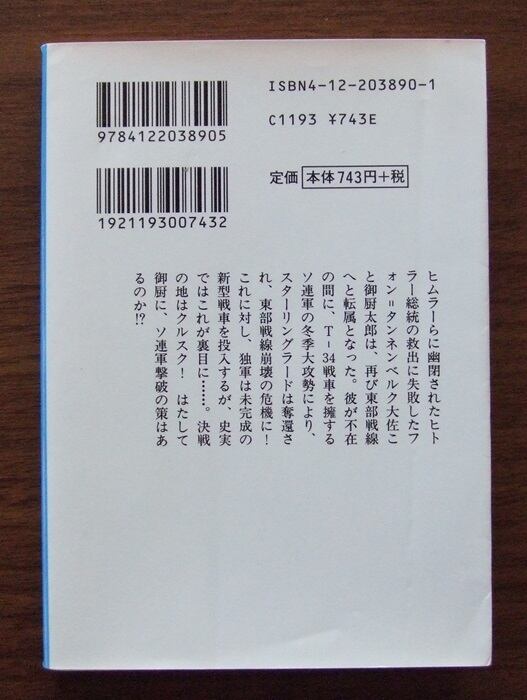 ISBN4-12-203890-1
C1193 ¥743E
9784122038905
定価 本体743円+税
1921193007432
ヒムラーらに幽閉されたヒト
ラー総統の救出に失敗したフ
ォン＝タンネンベルク大佐こ
と御厨太郎は、再び東部戦線
へと転属となった。彼が不在
の間に、T-34戦車を擁する
ソ連軍の冬季大攻勢により、
スターリングラードは奪還さ
れ、東部戦線崩壊の危機に！
これに対し、独軍は未完成の
新型戦車を投入するが、史実
ではこれが裏目に……。決戦
の地はクルスク！　はたして
御厨に、ソ連軍撃破の策はあ
るのか!?